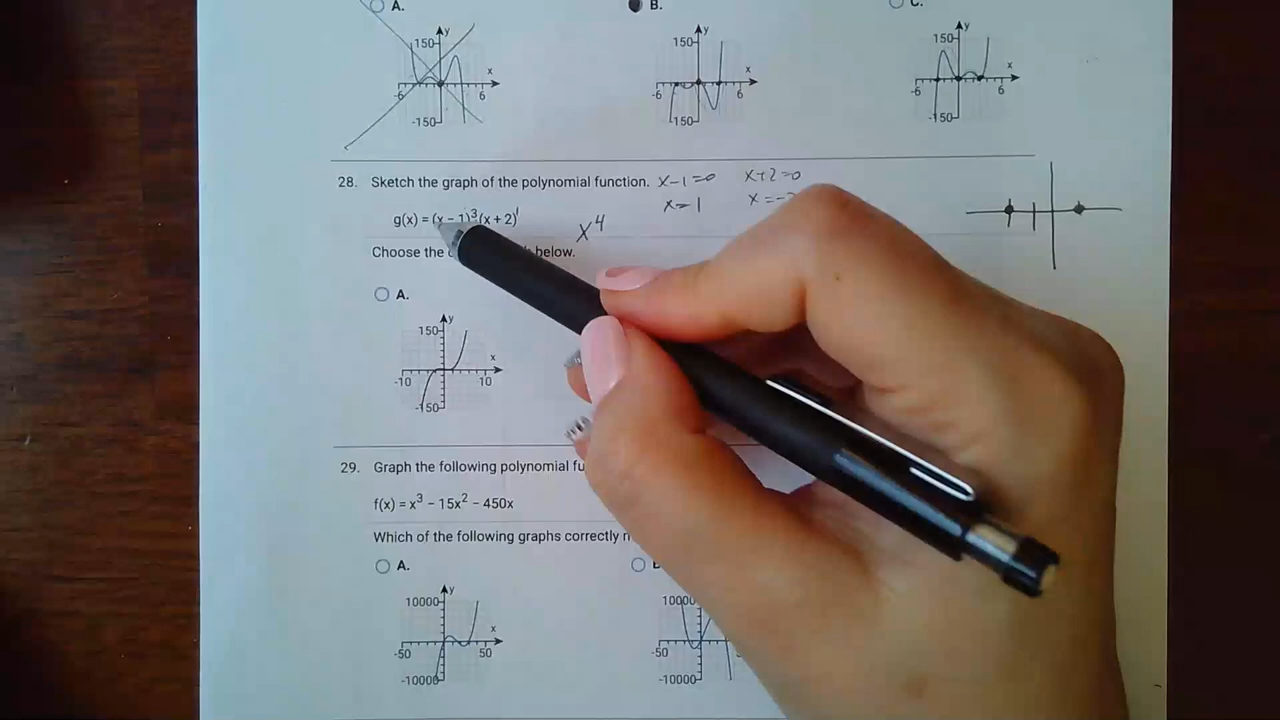 A.
B.
C.
150 y
x
-6 6
-150
150 y
x
-6 6
150
150 y
x
-6 6
-150
28. Sketch the graph of the polynomial function. x-1=0 x+2=0
x=1 x=-2
g(x) = (x - 1)3(x + 2)1
x4
Choose the below.
A.
150 y
x
-10 10
-150
29. Graph the following polynomial fu
f(x) = x3 - 15x2 - 450x
Which of the following graphs correctly
A.
10000 y
x
-50 50
-10000
10000
-50
-10000